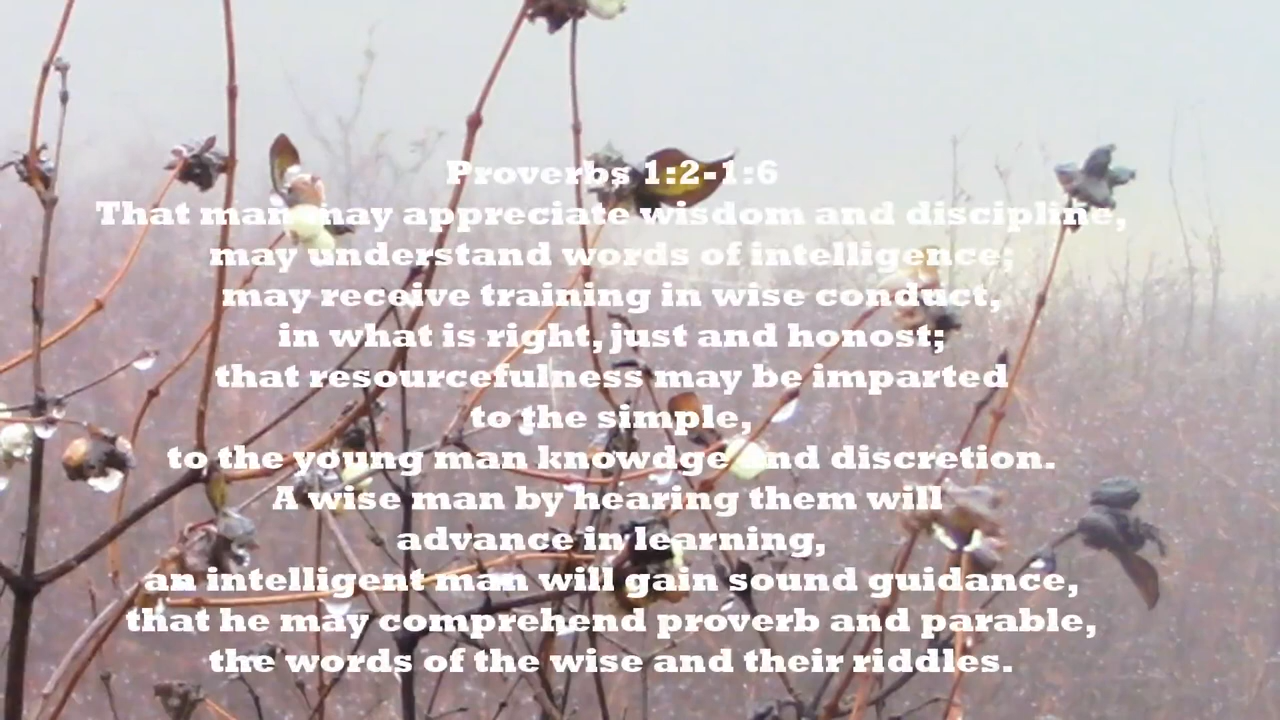 Proverbs 1:2-1:6
That man may appreciate wisdom and discipline,
may understand words of intelligence;
may receive training in wise conduct,
in what is right, just and honost;
that resourcefulness may be imparted
to the simple,
to the young man knowdge and discretion.
A wise man by hearing them will
advance in learning,
an intelligent man will gain sound guidance,
that he may comprehend proverb and parable,
the words of the wise and their riddles.